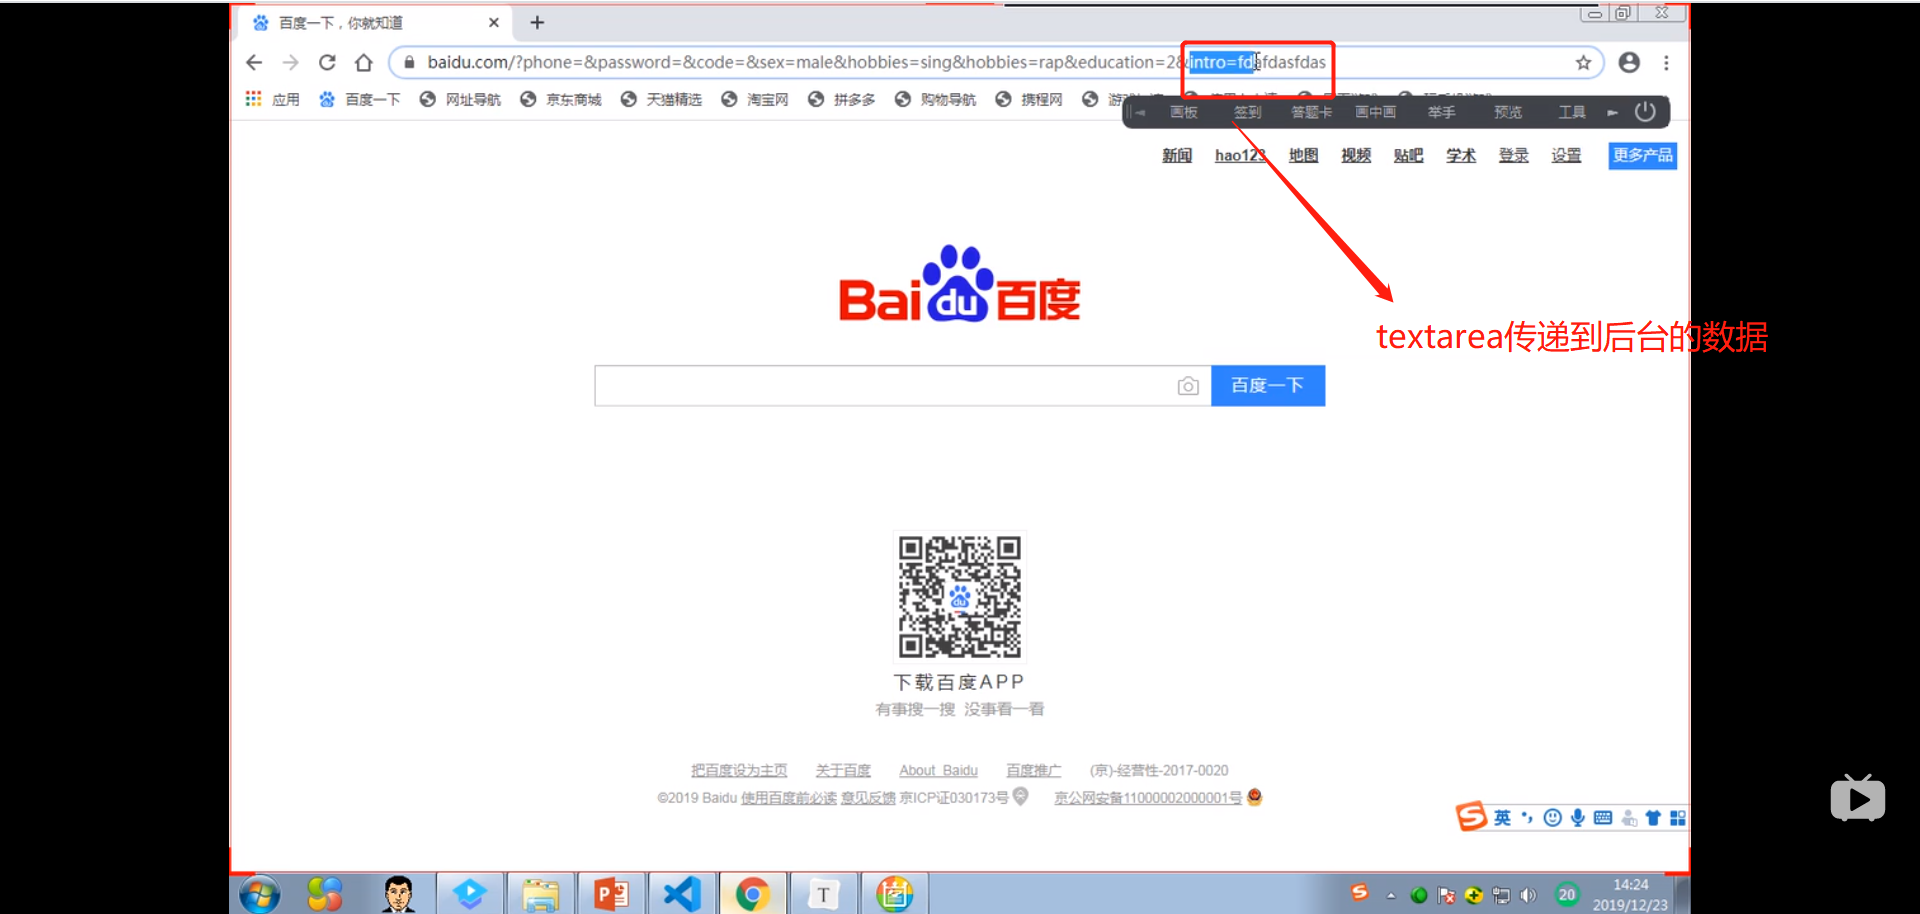 百度一下，你就知道
baidu.com/?phone=&password=&code=&sex=male&hobbies=sing&hobbies=rap&education=2&intro=fdafdasfdas
应用 百度一下 网址导航 京东商城 天猫精选 淘宝网 拼多多 购物导航 携程网
画板 签到 答题卡 画中画 举手 预览 工具
新闻 hao123 地图 视频 贴吧 学术 登录 设置 更多产品
Bai du 百度
textarea传递到后台的数据
百度一下
du
下载百度APP
有事搜一搜 没事看一看
把百度设为主页 关于百度 About Baidu 百度推广 (京)-经营性-2017-0020
©2019 Baidu 使用百度前必读 意见反馈 京ICP证030173号 京公网安备11000002000001号
英
T
20
14:24
2019/12/23